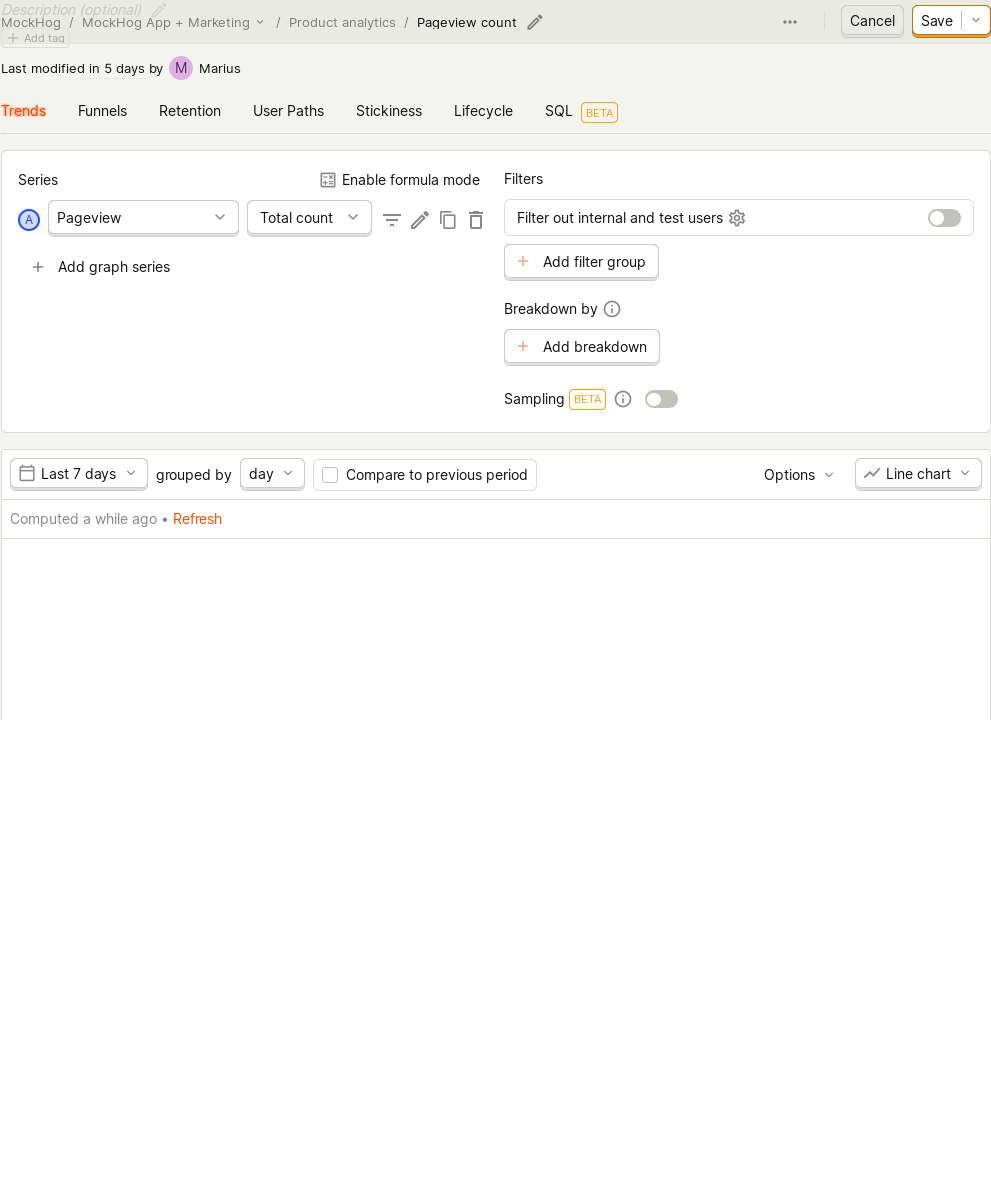 Description (optional)
MockHog / MockHog App + Marketing / Product analytics / Pageview count
Cancel
Save
Add tag
Last modified in 5 days by M Marius
Trends
Funnels
Retention
User Paths
Stickiness
Lifecycle
SQL BETA
Series
Enable formula mode
A
Pageview
Total count
Add graph series
Filters
Filter out internal and test users
Add filter group
Breakdown by
Add breakdown
Sampling BETA
Last 7 days
grouped by
day
Compare to previous period
Options
Line chart
Computed a while ago • Refresh